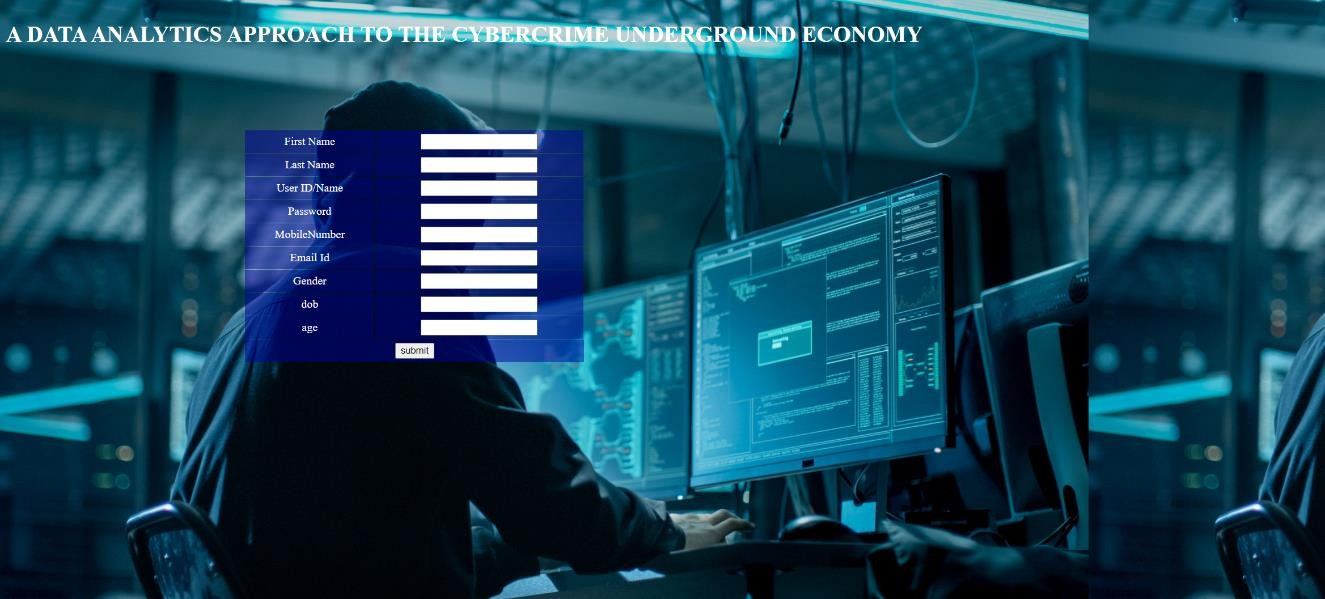 A DATA ANALYTICS APPROACH TO THE CYBERCRIME UNDERGROUND ECONOMY
First Name
Last Name
User ID/Name
Password
MobileNumber
Email Id
Gender
dob
age
submit